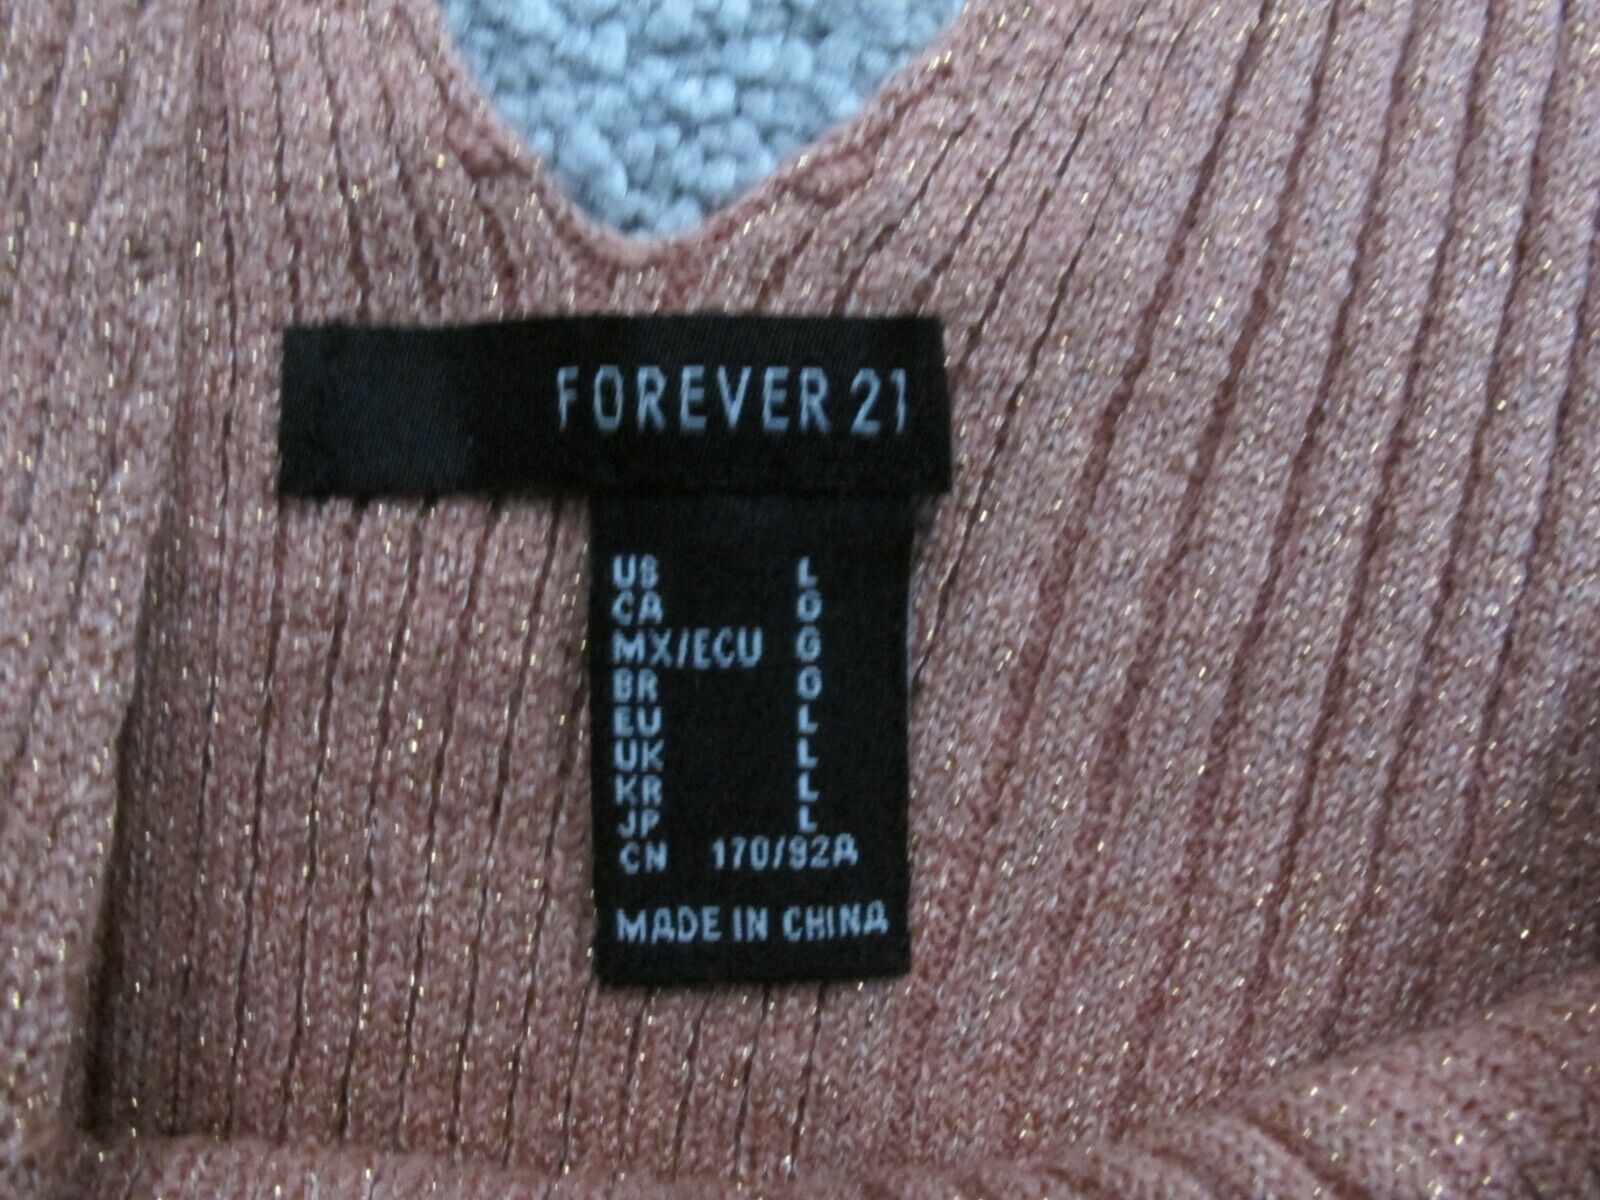 FOREVER 21
US L
CA G
MX/ECU G
BR G
EU L
UK L
KR L
JP L
CN 170/92A
MADE IN CHINA